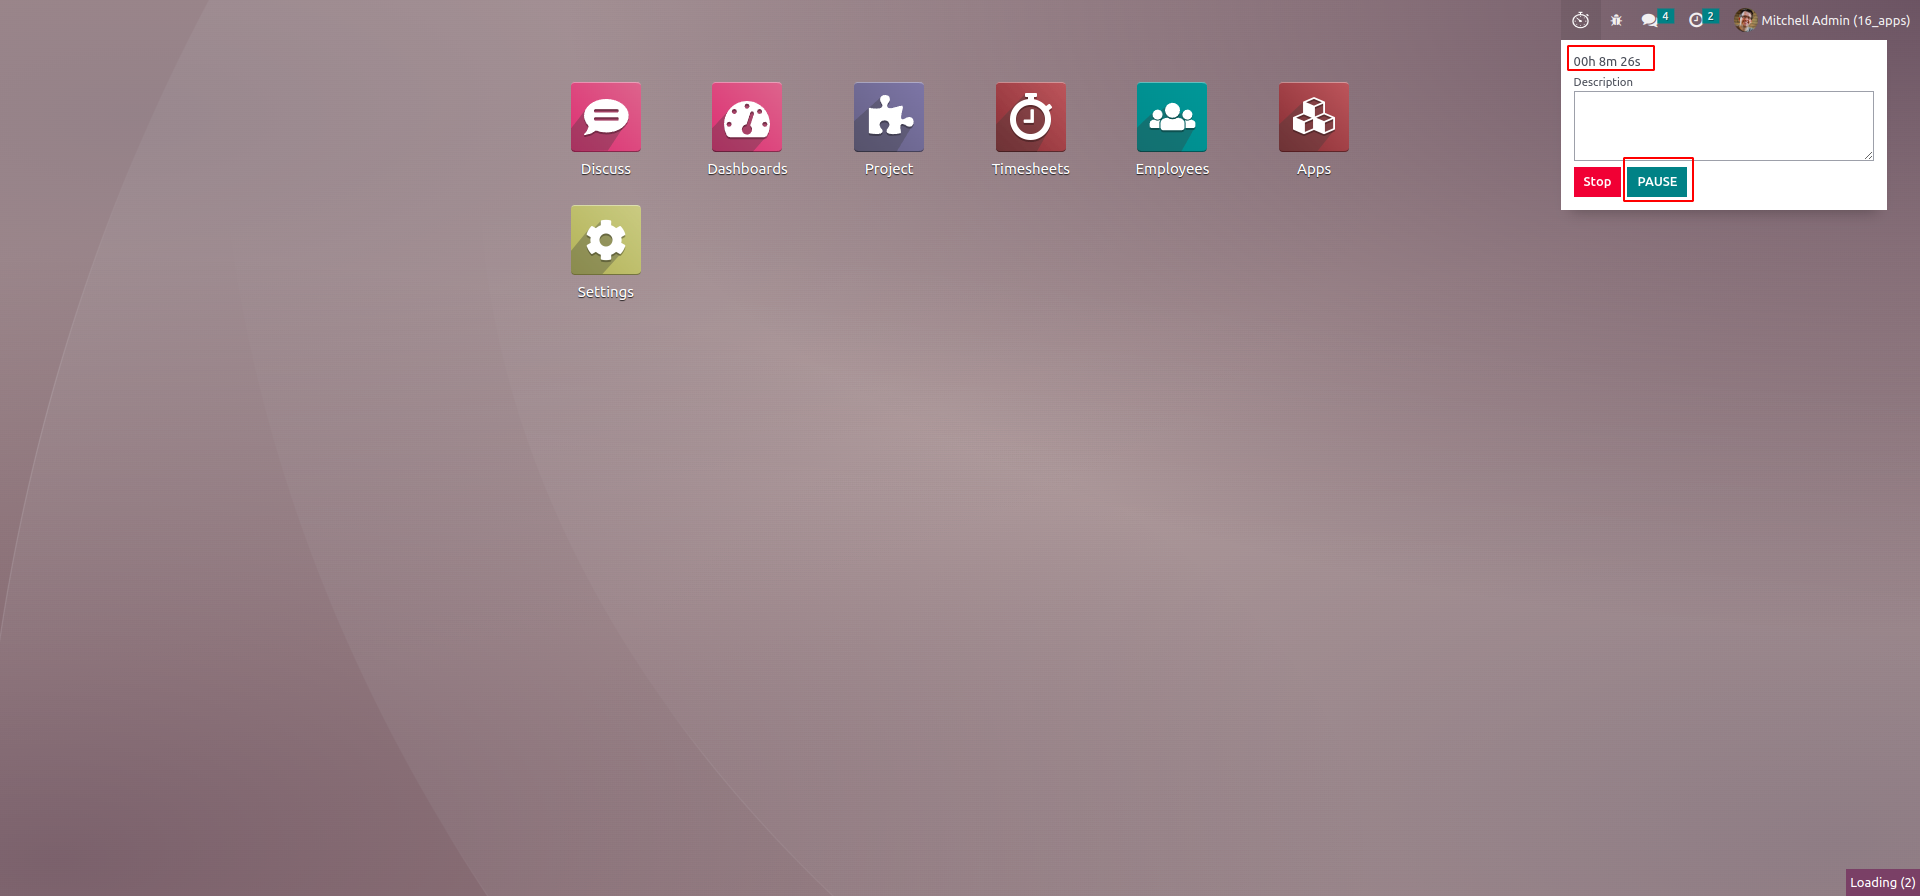 4
2
Mitchell Admin (16_apps)
00h 8m 26s
Description
Stop PAUSE
Discuss Dashboards Project Timesheets Employees Apps
Settings
Loading (2)